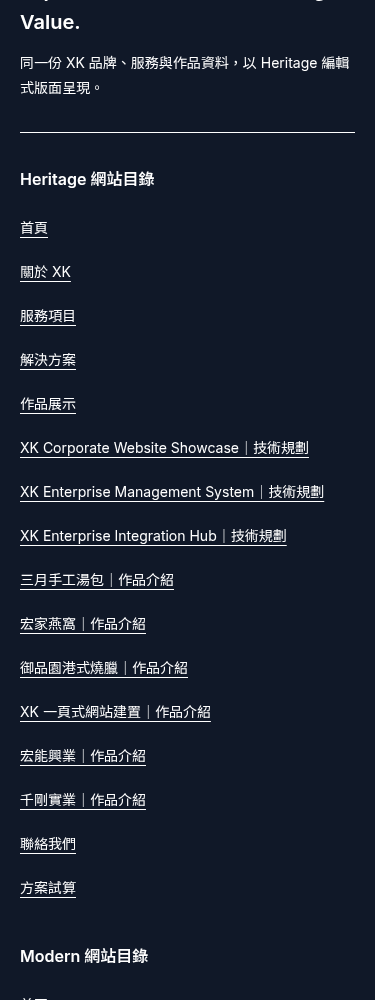 Value.
同一份 XK 品牌、服務與作品資料，以 Heritage 編輯
式版面呈現。
Heritage 網站目錄
首頁
關於 XK
服務項目
解決方案
作品展示
XK Corporate Website Showcase｜技術規劃
XK Enterprise Management System｜技術規劃
XK Enterprise Integration Hub｜技術規劃
三月手工湯包｜作品介紹
宏家燕窩｜作品介紹
御品園港式燒臘｜作品介紹
XK 一頁式網站建置｜作品介紹
宏能興業｜作品介紹
千剛實業｜作品介紹
聯絡我們
方案試算
Modern 網站目錄